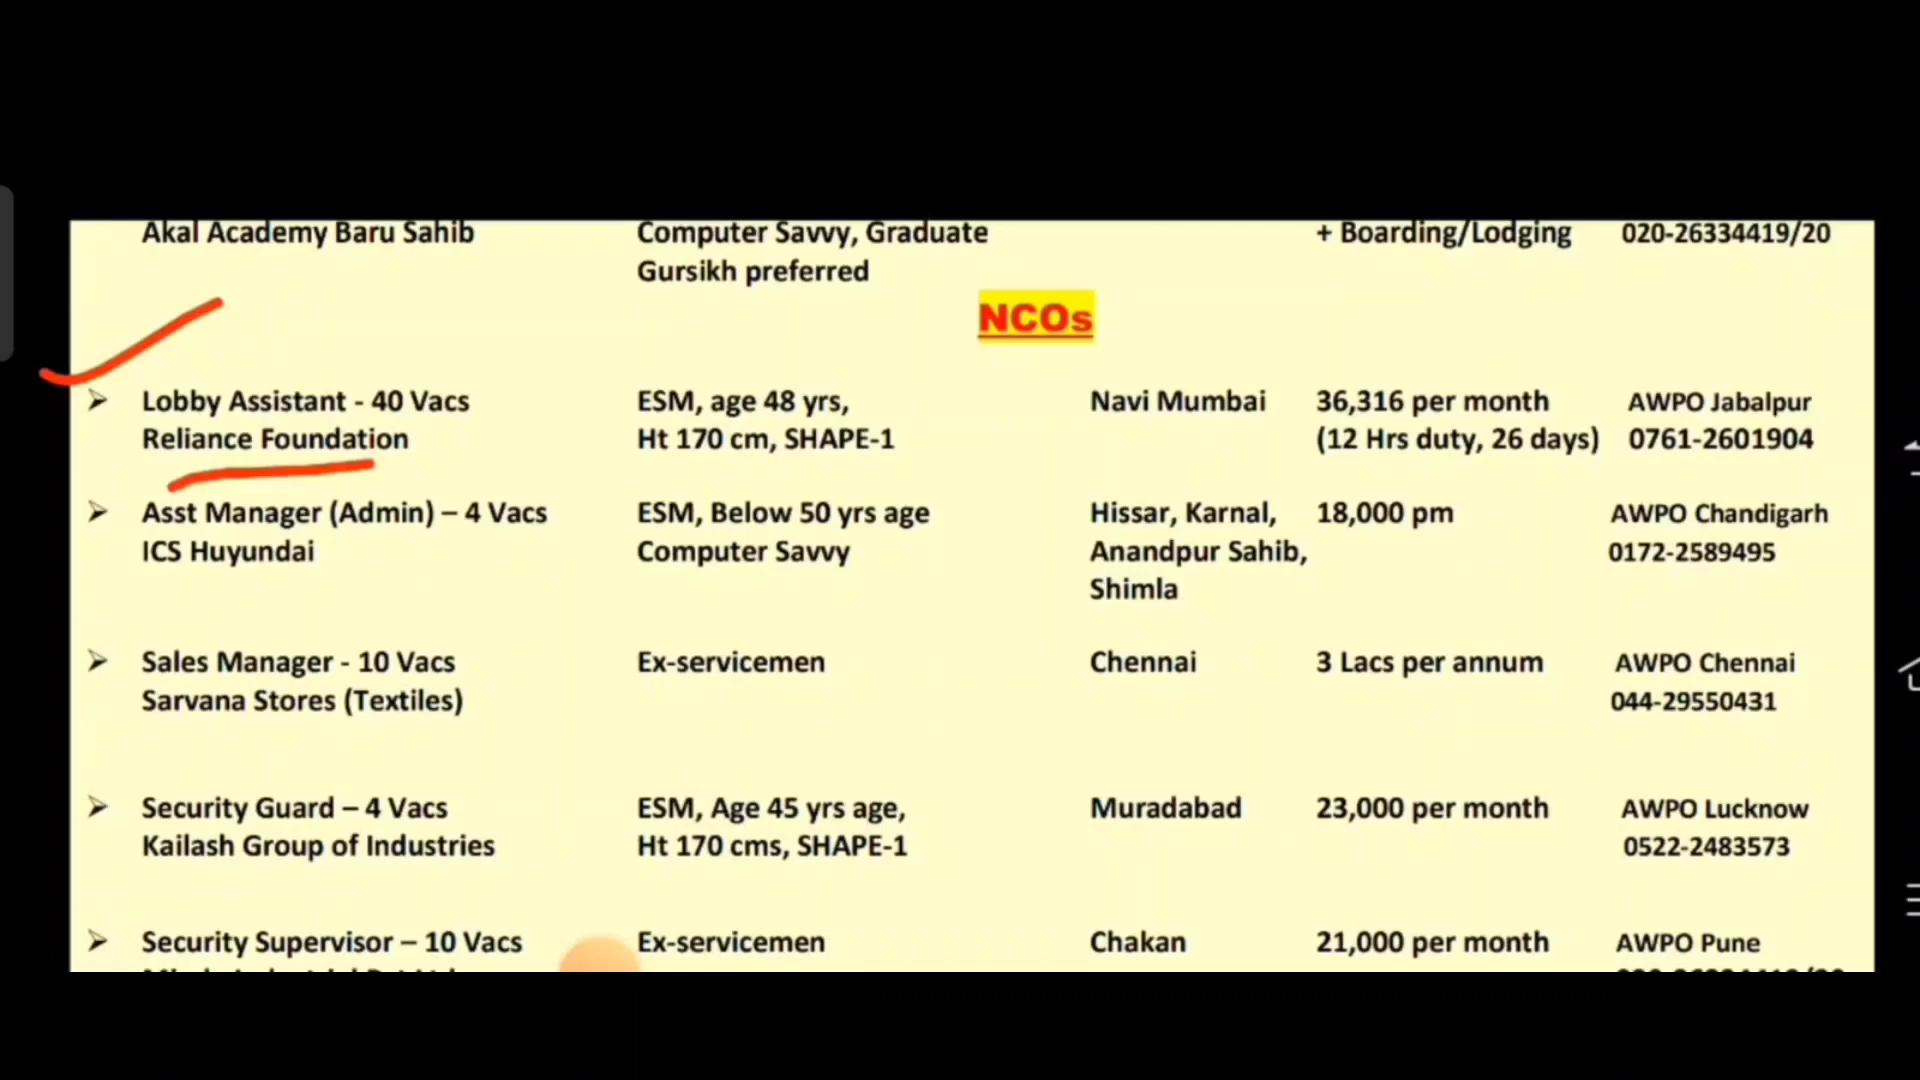 Akal Academy Baru Sahib Computer Savvy, Graduate + Boarding/Lodging 020-26334419/20
Gursikh preferred
NCOs
Lobby Assistant - 40 Vacs ESM, age 48 yrs, Navi Mumbai 36,316 per month AWPO Jabalpur
Reliance Foundation Ht 170 cm, SHAPE-1 (12 Hrs duty, 26 days) 0761-2601904
Asst Manager (Admin) – 4 Vacs ESM, Below 50 yrs age Hissar, Karnal, 18,000 pm AWPO Chandigarh
ICS Huyundai Computer Savvy Anandpur Sahib, 0172-2589495
Shimla
Sales Manager - 10 Vacs Ex-servicemen Chennai 3 Lacs per annum AWPO Chennai
Sarvana Stores (Textiles) 044-29550431
Security Guard – 4 Vacs ESM, Age 45 yrs age, Muradabad 23,000 per month AWPO Lucknow
Kailash Group of Industries Ht 170 cms, SHAPE-1 0522-2483573
Security Supervisor – 10 Vacs Ex-servicemen Chakan 21,000 per month AWPO Pune